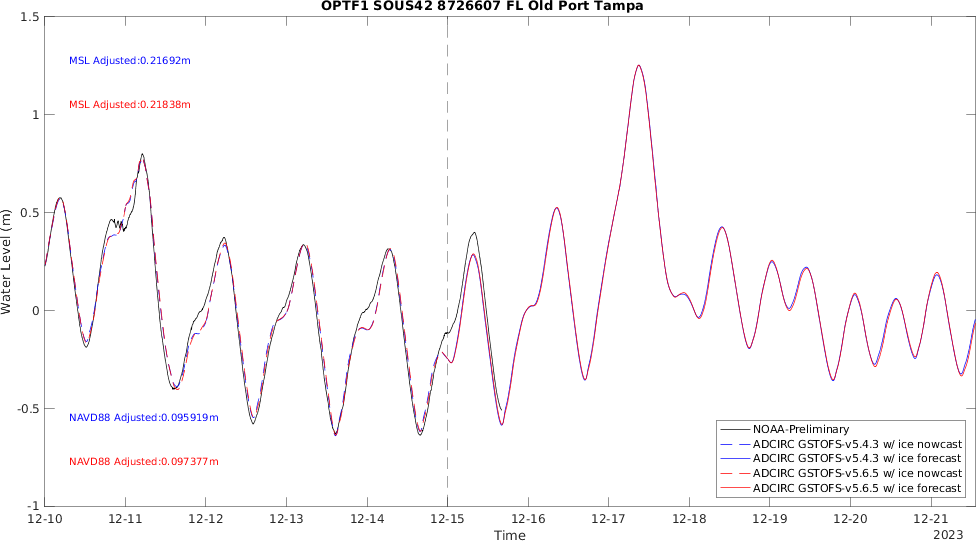 OPTF1 SOUS42 8726607 FL Old Port Tampa
1.5
MSL Adjusted:0.21692m
MSL Adjusted:0.21838m
1
0.5
Water Level (m)
0
-0.5
NAVD88 Adjusted:0.095919m
NAVD88 Adjusted:0.097377m
NOAA-Preliminary
ADCIRC GSTOFS-v5.4.3 w/ ice nowcast
ADCIRC GSTOFS-v5.4.3 w/ ice forecast
ADCIRC GSTOFS-v5.6.5 w/ ice nowcast
ADCIRC GSTOFS-v5.6.5 w/ ice forecast
-1
12-10 12-11 12-12 12-13 12-14 12-15 12-16 12-17 12-18 12-19 12-20 12-21
Time
2023